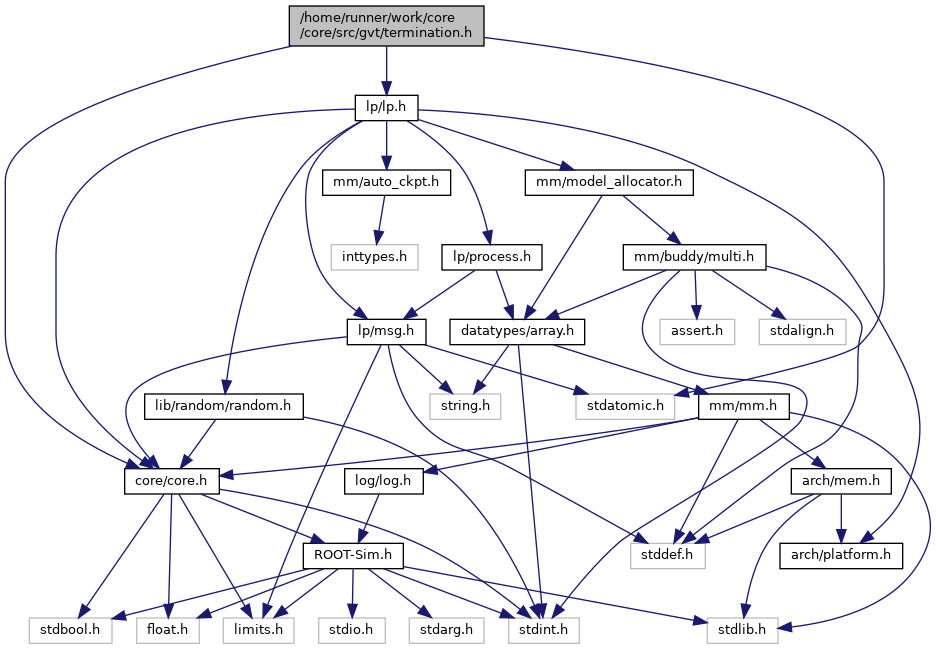 /home/runner/work/core
/core/src/gvt/termination.h
lp/lp.h
mm/auto_ckpt.h
mm/model_allocator.h
inttypes.h
lp/process.h
mm/buddy/multi.h
lp/msg.h
datatypes/array.h
assert.h
stdalign.h
lib/random/random.h
string.h
stdatomic.h
mm/mm.h
core/core.h
log/log.h
arch/mem.h
ROOT-Sim.h
stddef.h
arch/platform.h
stdbool.h
float.h
limits.h
stdio.h
stdarg.h
stdint.h
stdlib.h